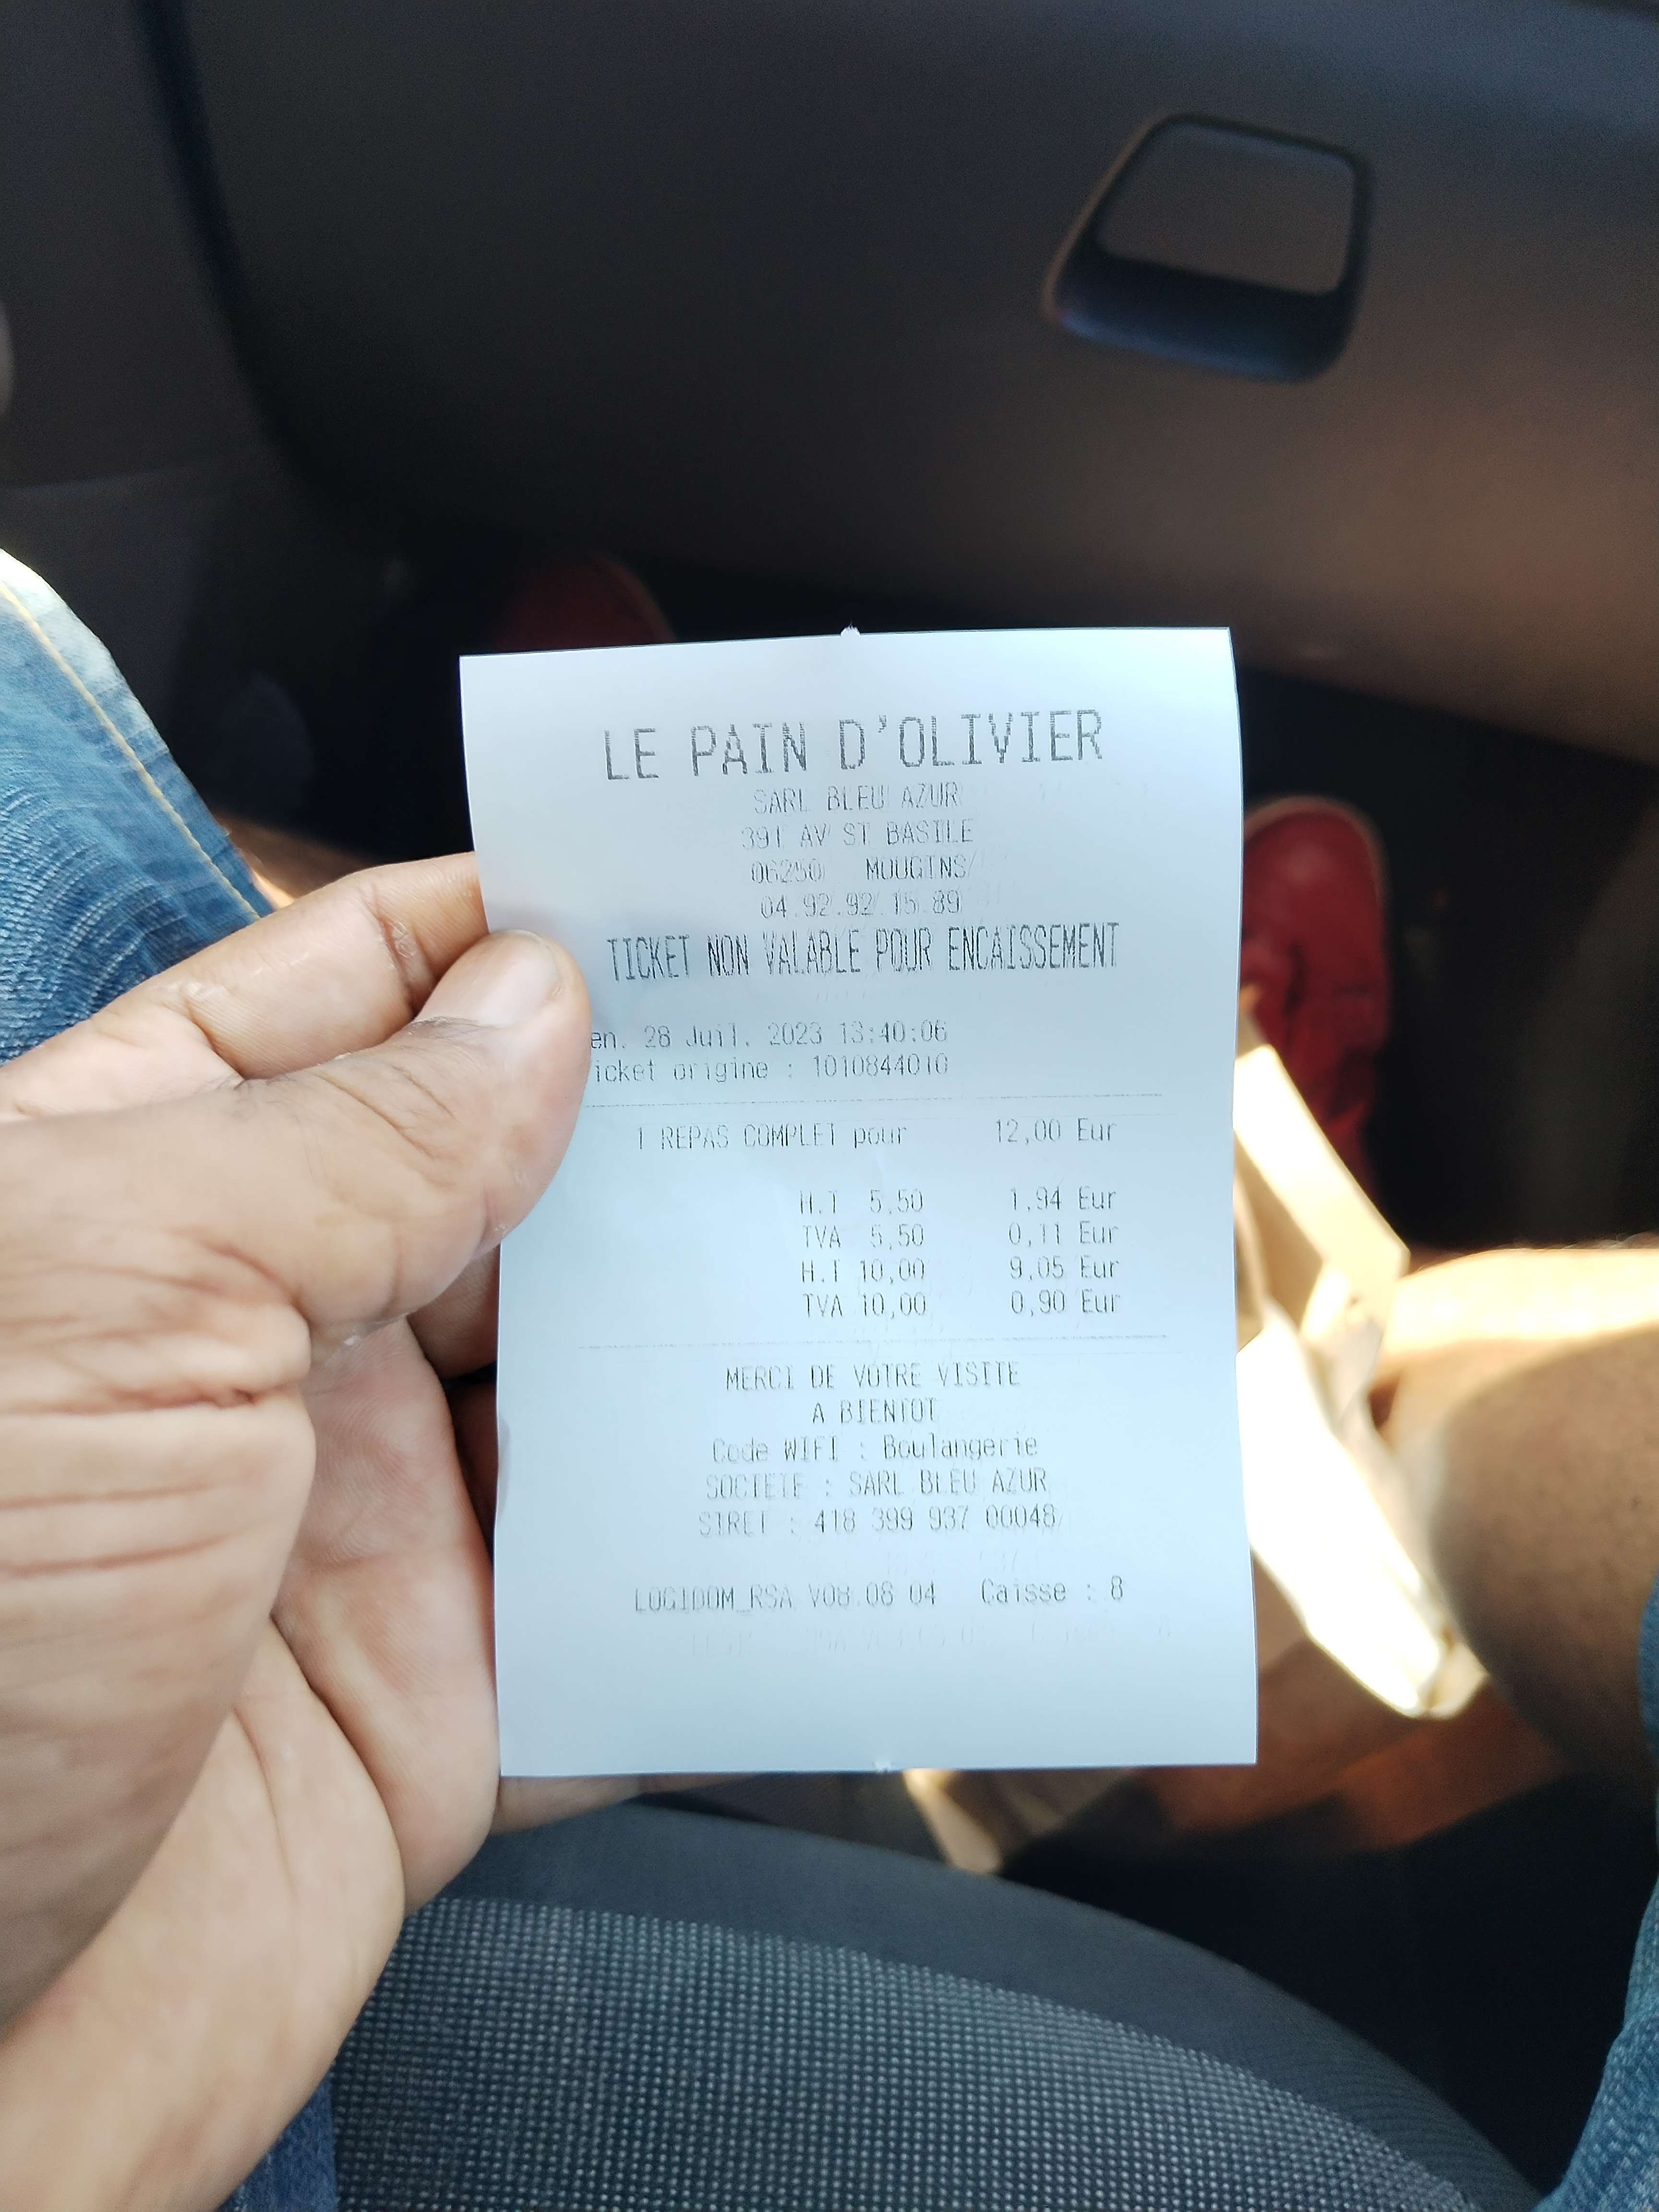 LE PAIN D'OLIVIER
SARL BLEU AZUR
391 AV ST BASILE
06250 MOUGINS
04.92.92.15.89
TICKET NON VALABLE POUR ENCAISSEMENT
en. 28 Juil. 2023 13:40:06
icket origine : 1010844010
1 REPAS COMPLET pour 12,00 Eur
H.T 5,50 1,94 Eur
TVA 5,50 0,11 Eur
H.T 10,00 9,05 Eur
TVA 10,00 0,90 Eur
MERCI DE VOTRE VISITE
A BIENTOT
Code WIFI : Boulangerie
SOCIETE : SARL BLEU AZUR
SIRET : 418 399 937 00048
LOGIDOM_RSA V08.06 04 Caisse : 8